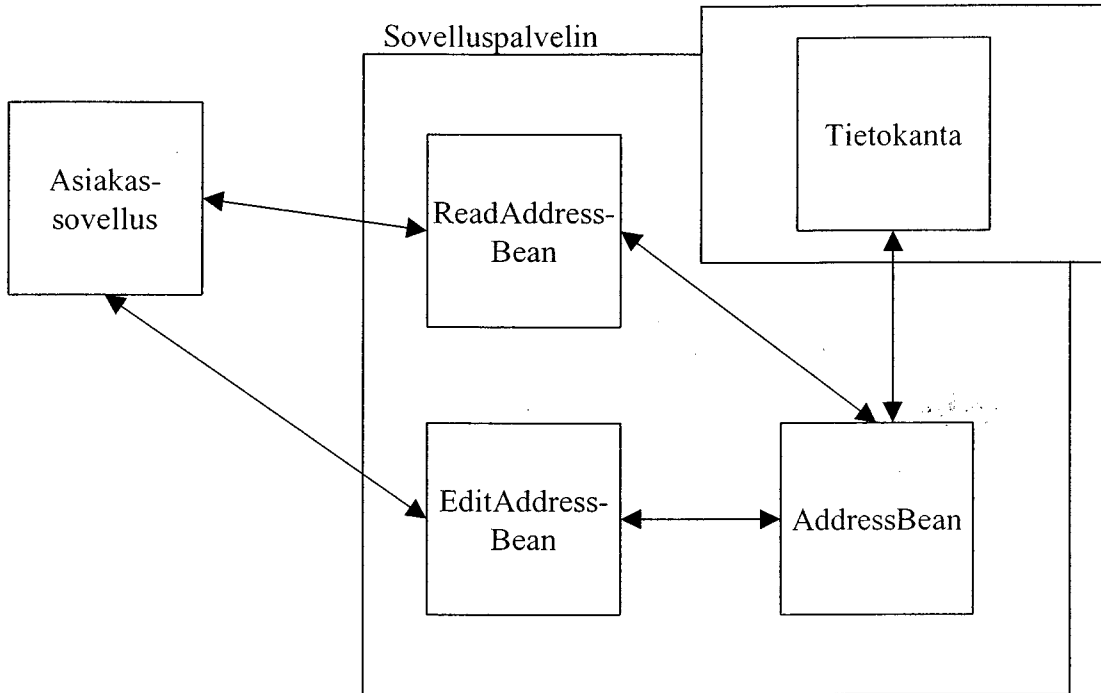 Sovelluspalvelin
Tietokanta
Asiakas-
sovellus
ReadAddress-
Bean
EditAddress-
Bean
AddressBean